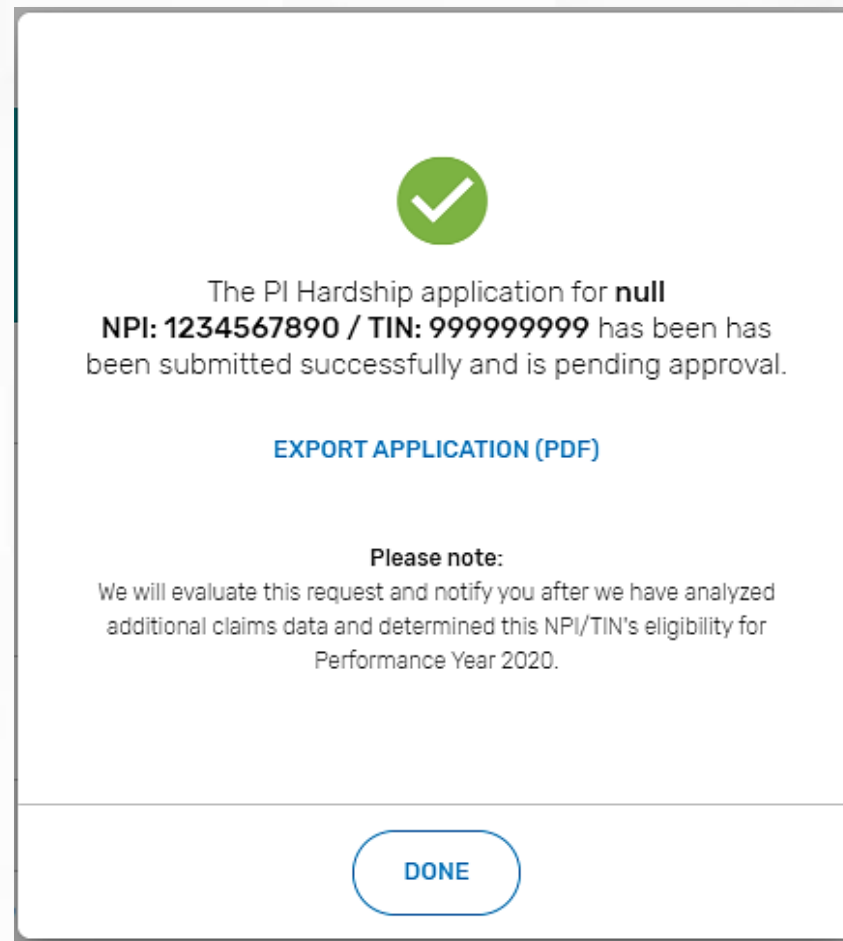 The PI Hardship application for null
NPI: 1234567890 / TIN: 999999999 has been has
been submitted successfully and is pending approval.
EXPORT APPLICATION (PDF)
Please note:
We will evaluate this request and notify you after we have analyzed
additional claims data and determined this NPI/TIN's eligibility for
Performance Year 2020.
DONE